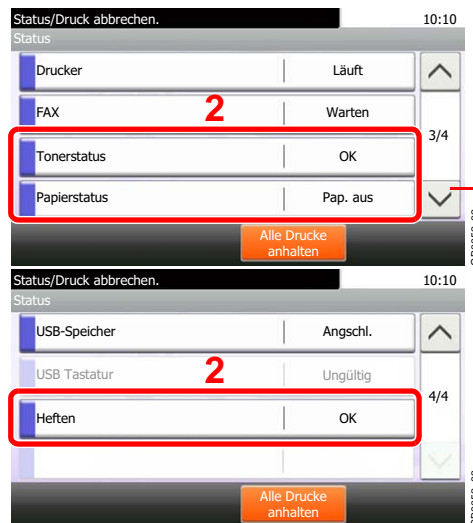 Status/Druck abbrechen. 10:10
Status
Drucker Läuft
FAX Warten
2
3/4
Tonerstatus OK
Papierstatus Pap. aus
Alle Drucke
anhalten
Status/Druck abbrechen. 10:10
Status
USB-Speicher Angschl.
USB Tastatur Ungültig
2
4/4
Heften OK
Alle Drucke
anhalten